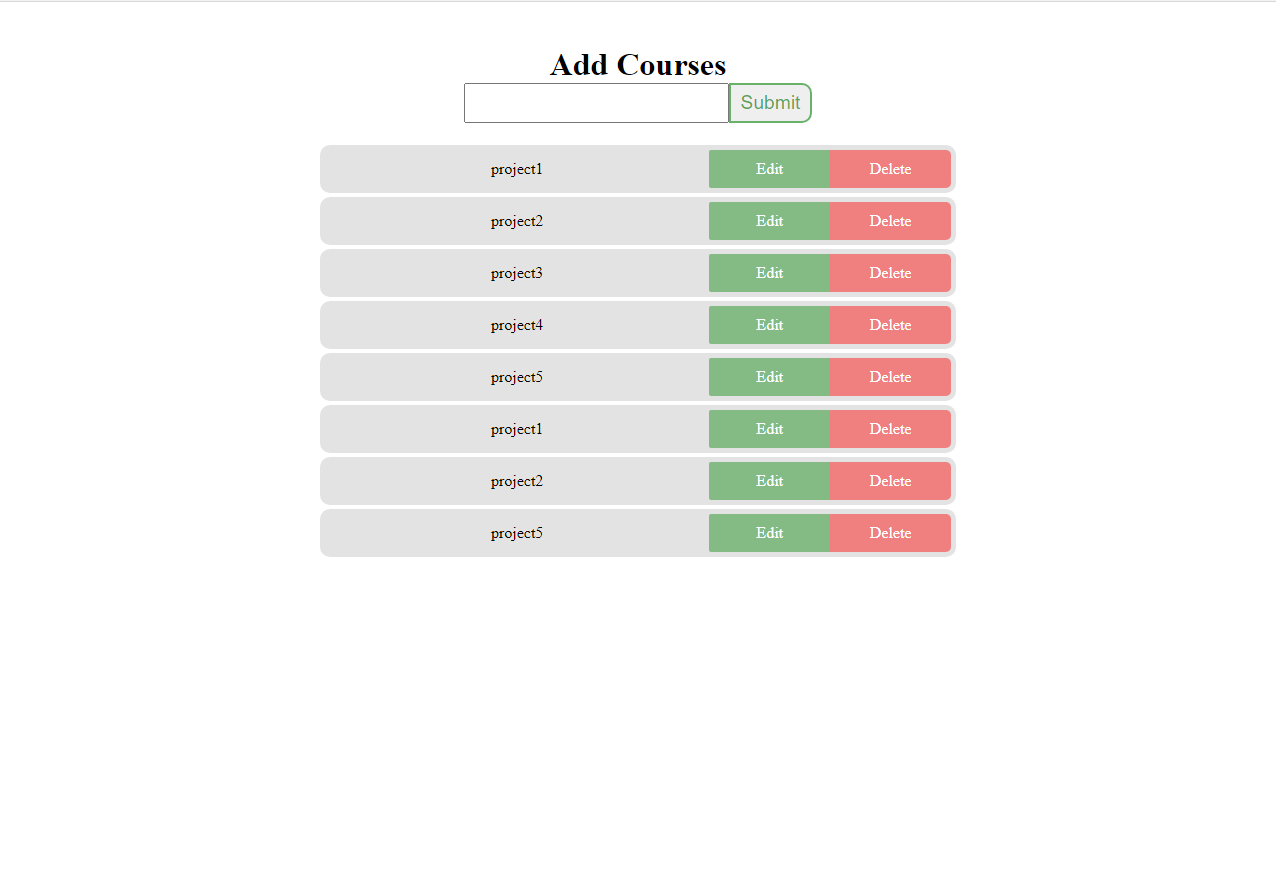 Add Courses
Submit
project1 Edit Delete
project2 Edit Delete
project3 Edit Delete
project4 Edit Delete
project5 Edit Delete
project1 Edit Delete
project2 Edit Delete
project5 Edit Delete